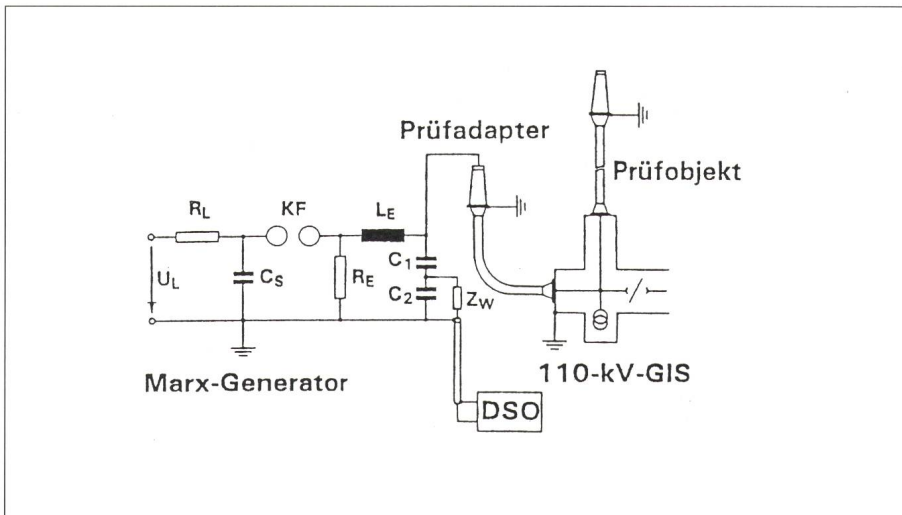 Prüfadapter
Prüfobjekt
R_L
KF
L_E
U_L
C_S
R_E
C_1
C_2
Z_W
110-kV-GIS
Marx-Generator
DSO